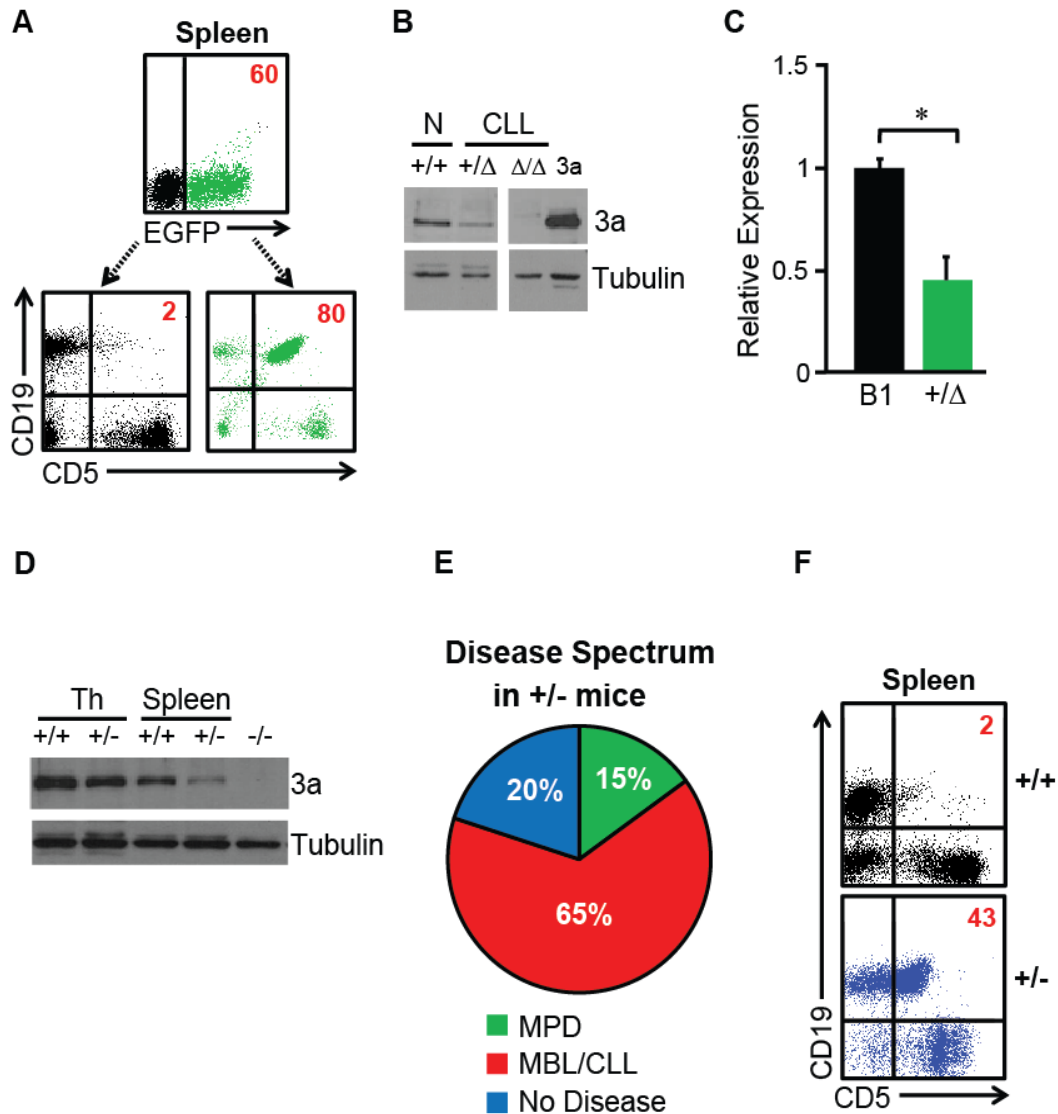 A
Spleen
60
EGFP
2
80
CD19
CD5
B
N CLL
+/+ +/Δ Δ/Δ 3a
3a
Tubulin
C
1.5
1
0.5
0
Relative Expression
*
B1 +/Δ
D
Th Spleen
+/+ +/- +/+ +/- -/-
3a
Tubulin
E
Disease Spectrum
in +/- mice
20%
15%
65%
MPD
MBL/CLL
No Disease
F
Spleen
2
+/+
43
+/-
CD19
CD5